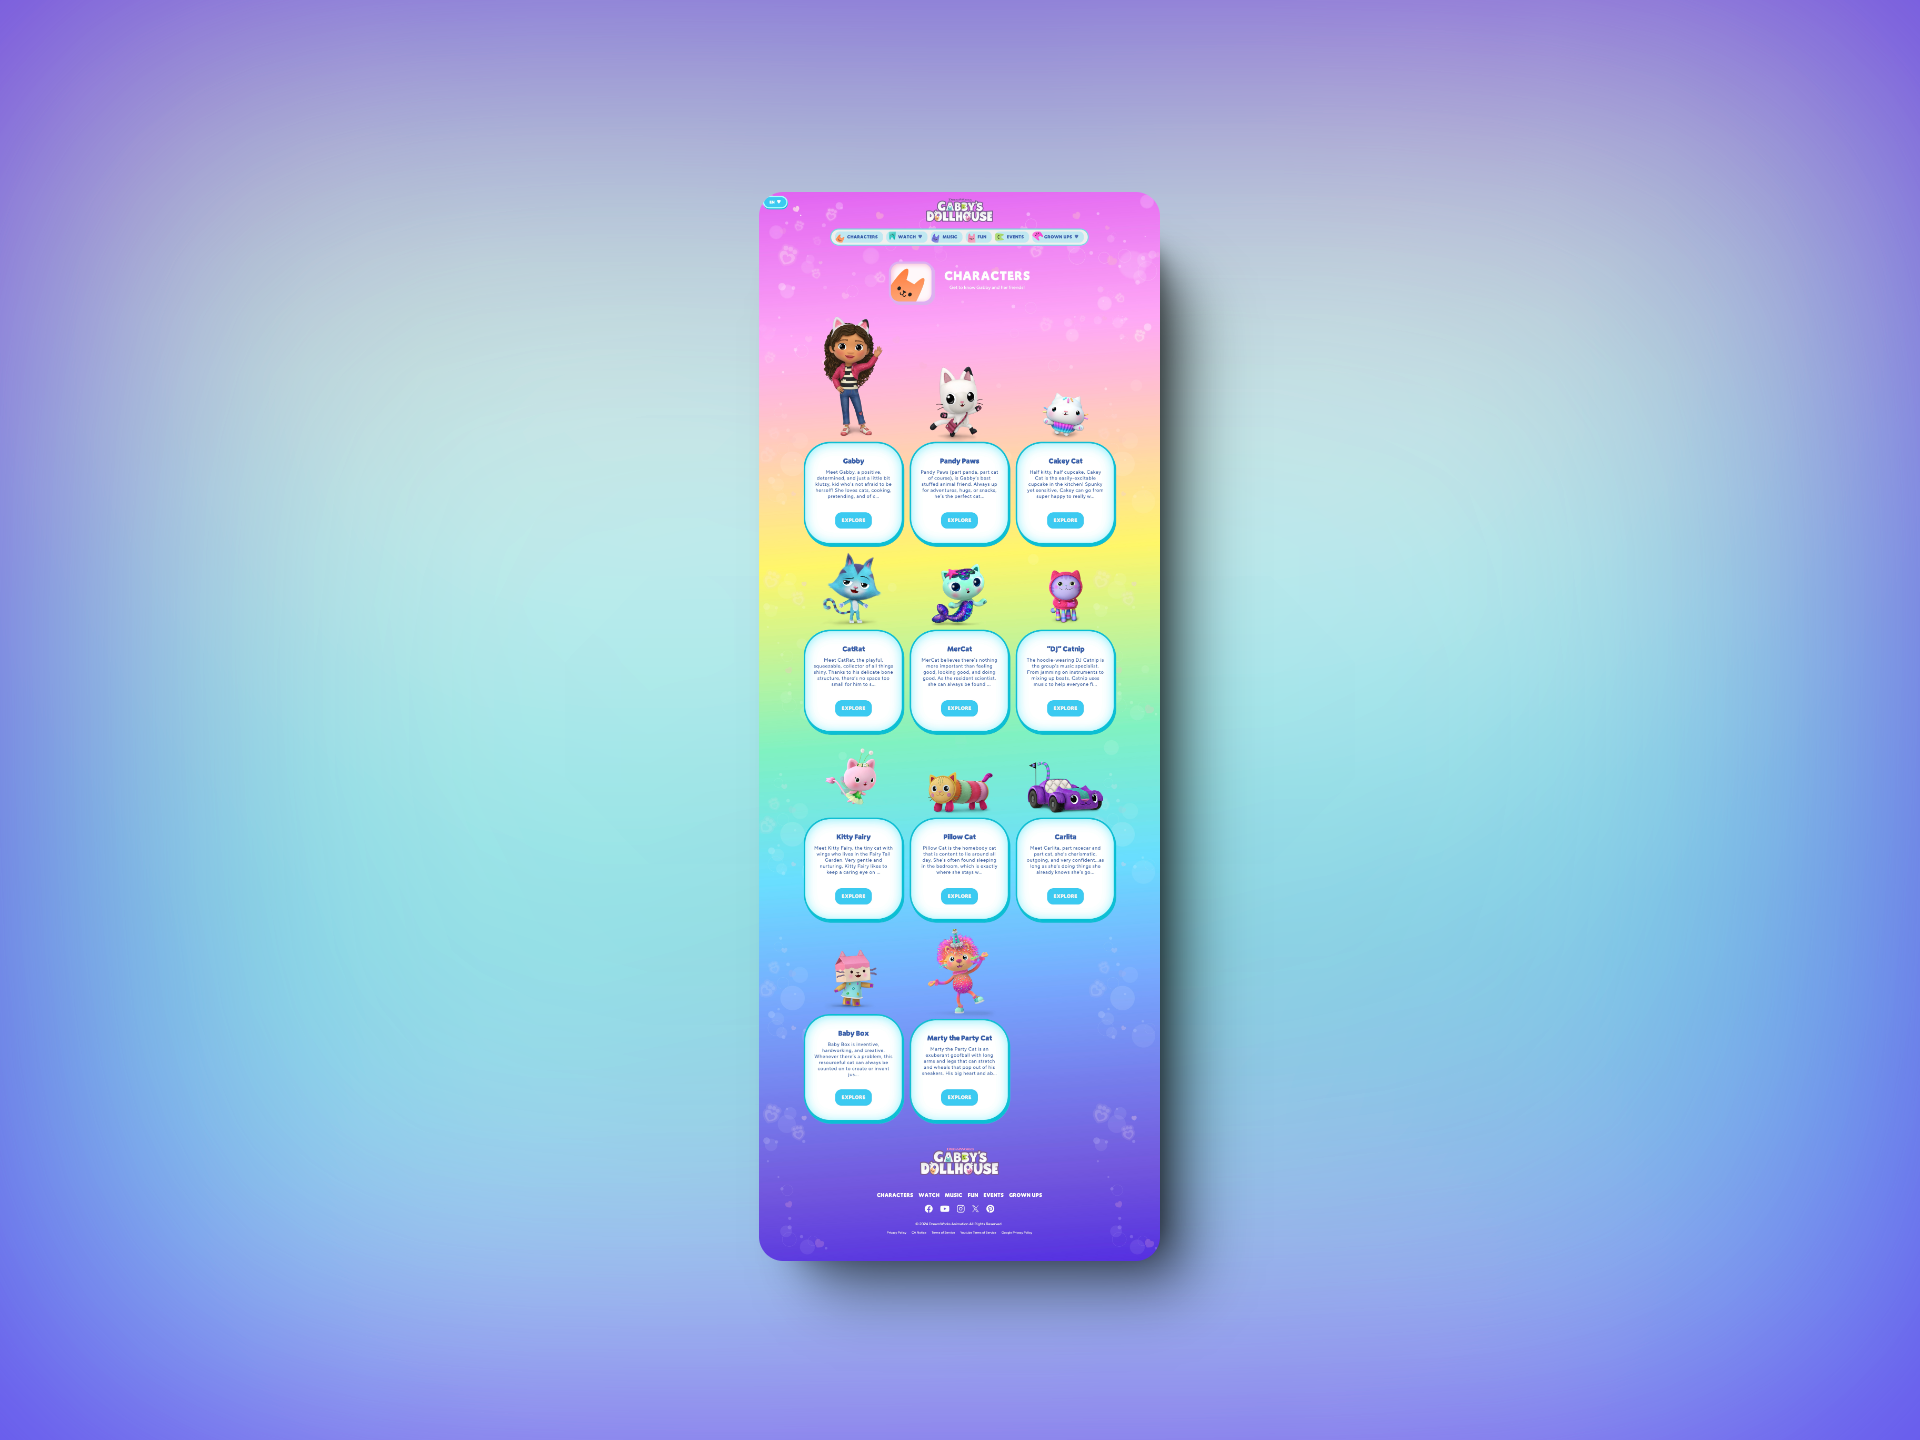 GABBY'S
DOLLHOUSE
CHARACTERS WATCH MUSIC FUN EVENTS GROWN UPS
CHARACTERS
Get to know Gabby and her friends!
Gabby
Meet Gabby, a positive,
determined, and just a little bit
klutzy, kid who's not afraid to be
herself! She loves cats, cooking,
pretending, and of c...
EXPLORE
Pandy Paws
Pandy Paws (part panda, part cat
of course), is Gabby's best
stuffed animal friend. Always up
for adventures, hugs, or snacks,
he's the perfect cat...
EXPLORE
Cakey Cat
Half kitty, half cupcake, Cakey
Cat is the easily-excitable
cupcake in the kitchen! Spunky
yet sensitive, Cakey can go from
super happy to really w...
EXPLORE
CatRat
Meet CatRat, the playful,
squeezable, collector of all things
shiny. Thanks to his delicate bone
structure, there's no space too
small for him to s...
EXPLORE
MerCat
MerCat believes there's nothing
more important than feeling
good, looking good, and doing
good. As the resident scientist,
she can always be found ...
EXPLORE
"DJ" Catnip
The hoodie-wearing DJ Catnip is
the group's music specialist.
From jamming on instruments to
mixing up beats, Catnip uses
music to help everyone fi...
EXPLORE
Kitty Fairy
Meet Kitty Fairy, the tiny cat with
wings who lives in the Fairy Tail
Garden. Very gentle and
nurturing, Kitty Fairy likes to
keep a caring eye on ...
EXPLORE
Pillow Cat
Pillow Cat is the homebody cat
that is content to lie around all
day. She's often found sleeping
in the bedroom, which is exactly
where she stays w...
EXPLORE
Carlita
Meet Carlita, part racecar and
part cat, she's charismatic,
outgoing, and very confident...as
long as she's doing things she
already knows she's go...
EXPLORE
Baby Box
Baby Box is inventive,
hardworking, and creative.
Whenever there's a problem, this
resourceful cat can always be
counted on to create or invent
jus...
EXPLORE
Marty the Party Cat
Marty the Party Cat is an
exuberant goofball with long
arms and legs that can stretch
and wheels that pop out of his
sneakers. His big heart and ab...
EXPLORE
GABBY'S
DOLLHOUSE
CHARACTERS WATCH MUSIC FUN EVENTS GROWN UPS
© 2024 DreamWorks Animation All Rights Reserved
Privacy Policy CA Notice Terms of Service Youtube Terms of Service Google Privacy Policy